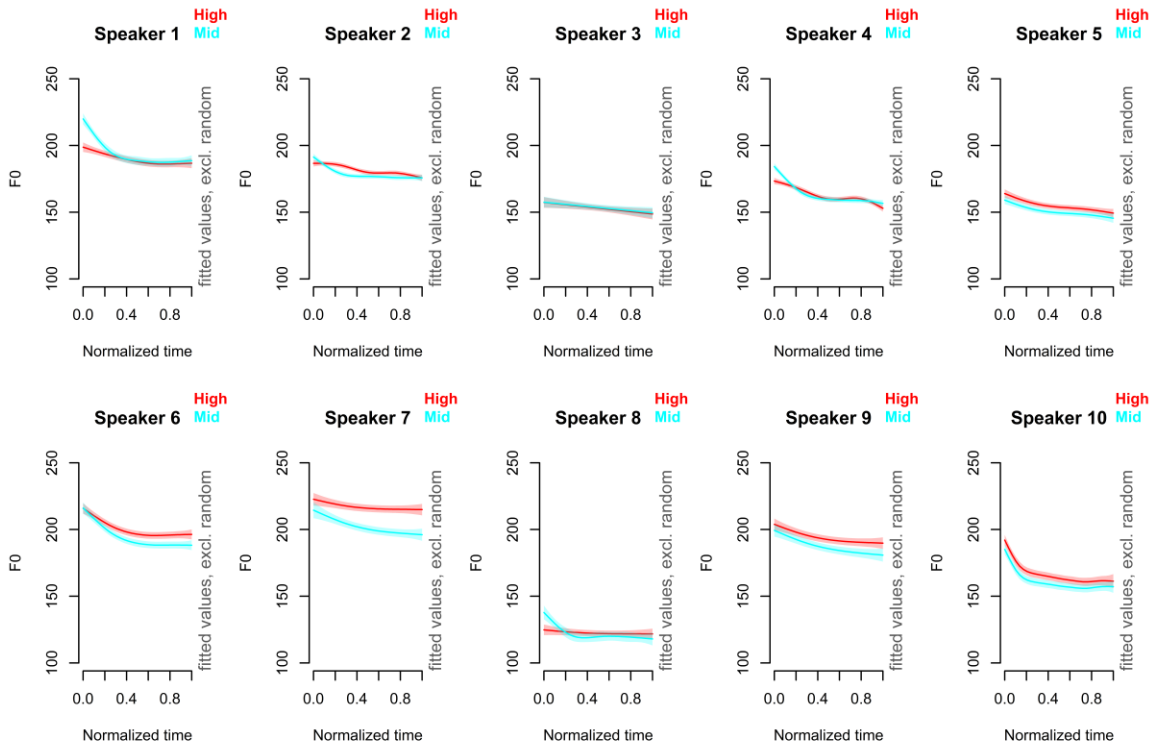 High
Speaker 1 Mid
250
200
150
100
F0
fitted values, excl. random
0.0 0.4 0.8
Normalized time
High
Speaker 2 Mid
250
200
150
100
F0
fitted values, excl. random
0.0 0.4 0.8
Normalized time
High
Speaker 3 Mid
250
200
150
100
F0
fitted values, excl. random
0.0 0.4 0.8
Normalized time
High
Speaker 4 Mid
250
200
150
100
F0
fitted values, excl. random
0.0 0.4 0.8
Normalized time
High
Speaker 5 Mid
250
200
150
100
F0
fitted values, excl. random
0.0 0.4 0.8
Normalized time
High
Speaker 6 Mid
250
200
150
100
F0
fitted values, excl. random
0.0 0.4 0.8
Normalized time
High
Speaker 7 Mid
250
200
150
100
F0
fitted values, excl. random
0.0 0.4 0.8
Normalized time
High
Speaker 8 Mid
250
200
150
100
F0
fitted values, excl. random
0.0 0.4 0.8
Normalized time
High
Speaker 9 Mid
250
200
150
100
F0
fitted values, excl. random
0.0 0.4 0.8
Normalized time
High
Speaker 10 Mid
250
200
150
100
F0
fitted values, excl. random
0.0 0.4 0.8
Normalized time